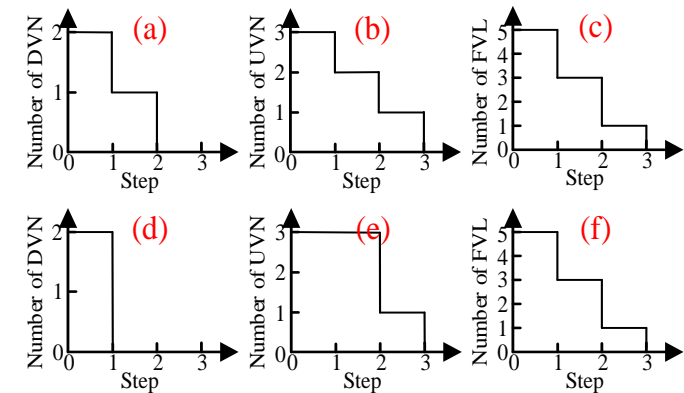 (a)
Number of DVN
2
1
0
0 1 2 3
Step
(b)
Number of UVN
3
2
1
0
0 1 2 3
Step
(c)
Number of FVL
5
4
3
2
1
0
0 1 2 3
Step
(d)
Number of DVN
2
1
0
0 1 2 3
Step
(e)
Number of UVN
3
2
1
0
0 1 2 3
Step
(f)
Number of FVL
5
4
3
2
1
0
0 1 2 3
Step